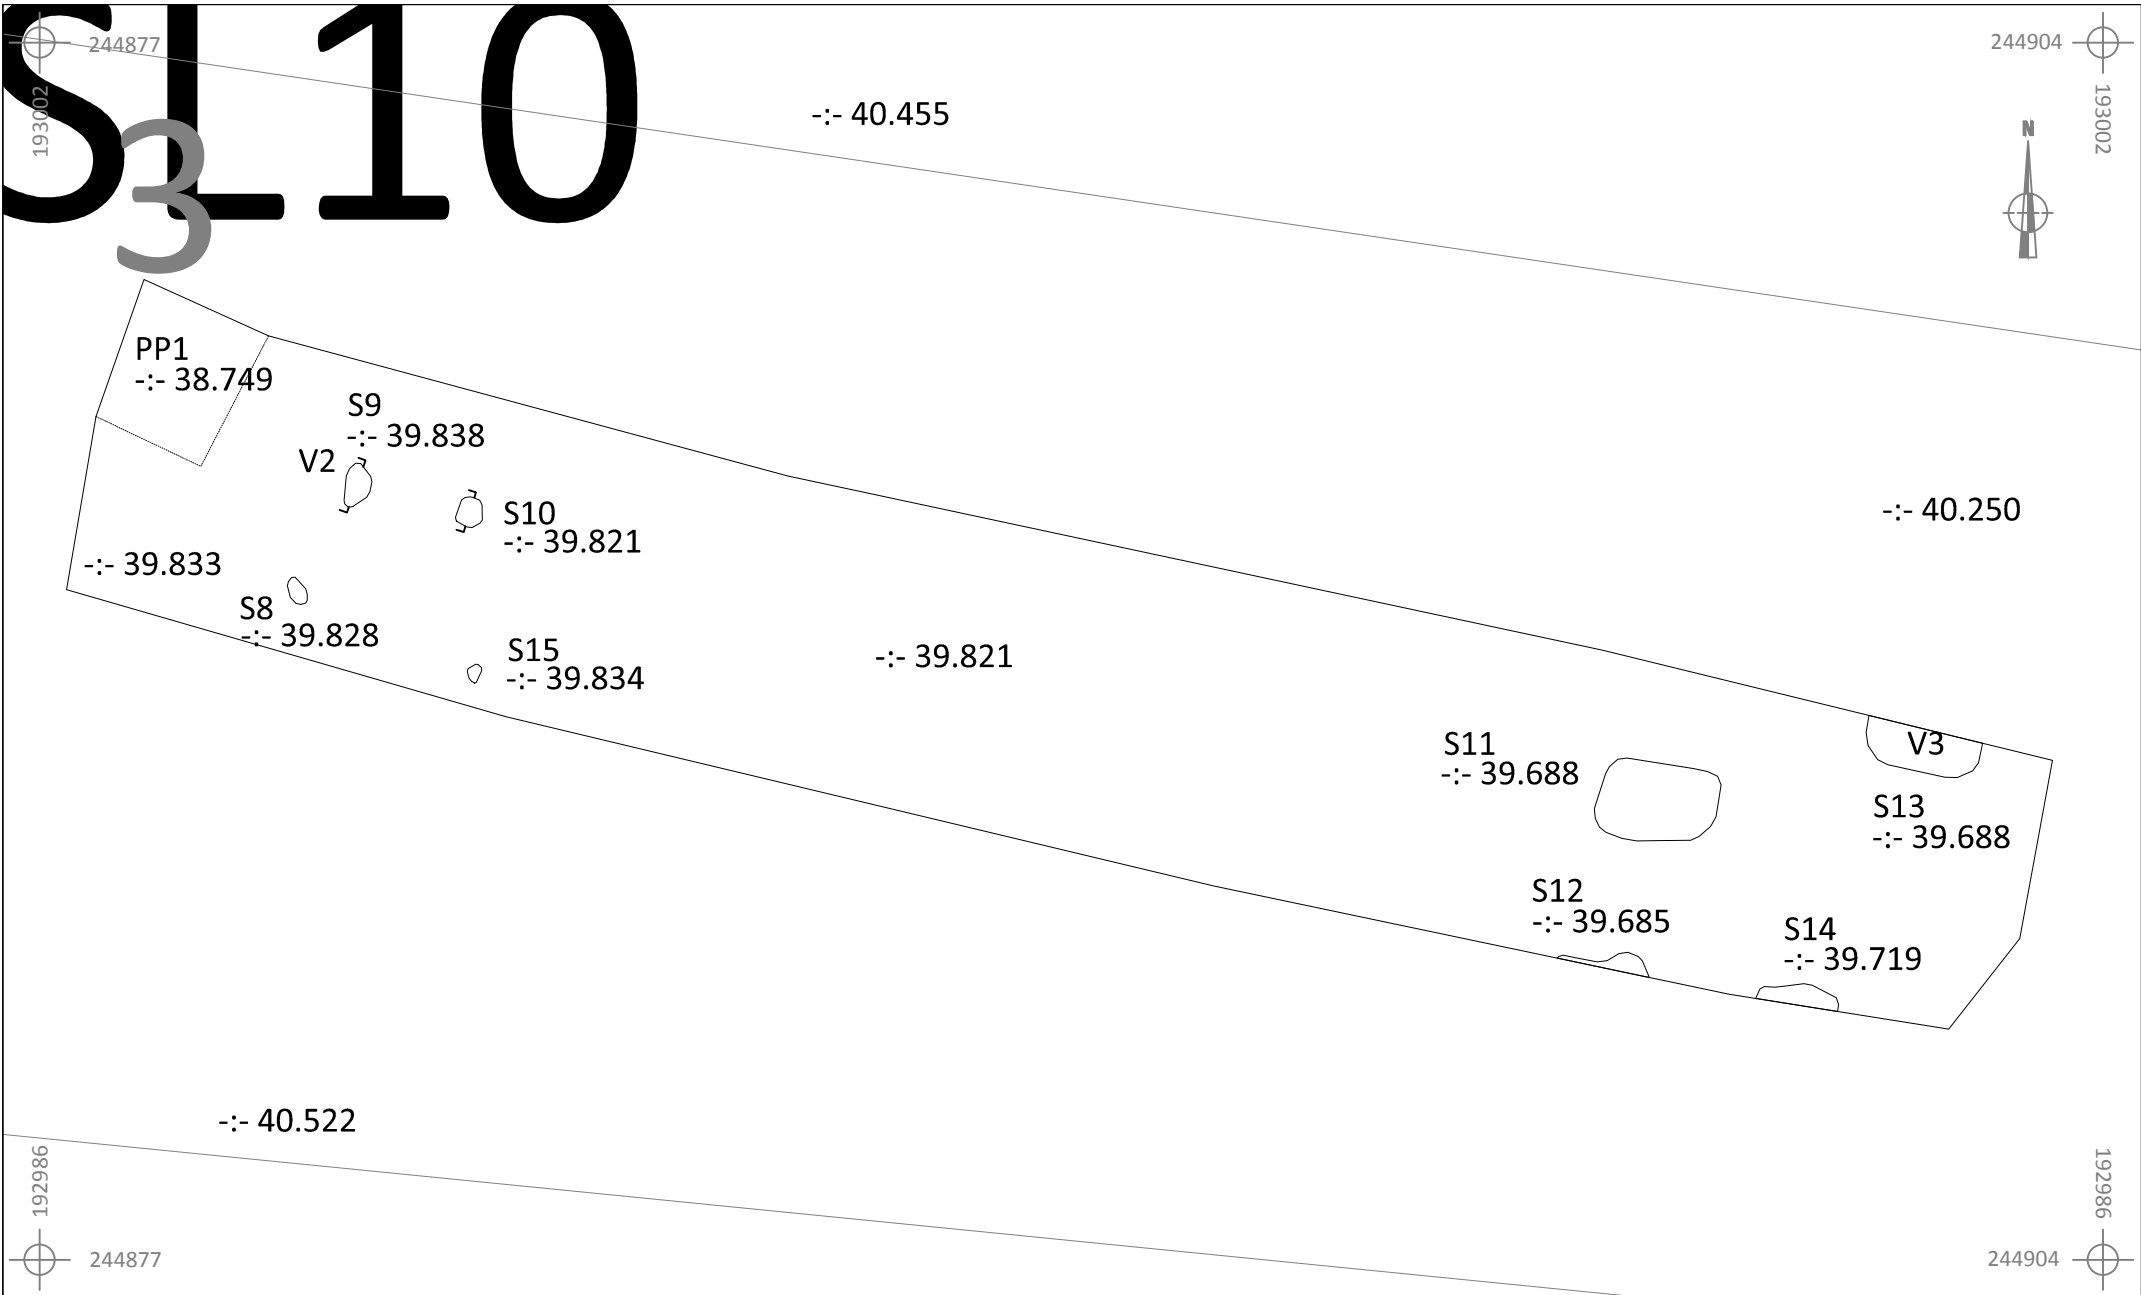 SL10
3
244877
193002
244904
193002
N
-:- 40.455
PP1
-:- 38.749
S9
-:- 39.838
V2
S10
-:- 39.821
-:- 40.250
-:- 39.833
S8
-:- 39.828
S15
-:- 39.834
-:- 39.821
S11
-:- 39.688
V3
S13
-:- 39.688
S12
-:- 39.685
S14
-:- 39.719
-:- 40.522
192986
244877
192986
244904